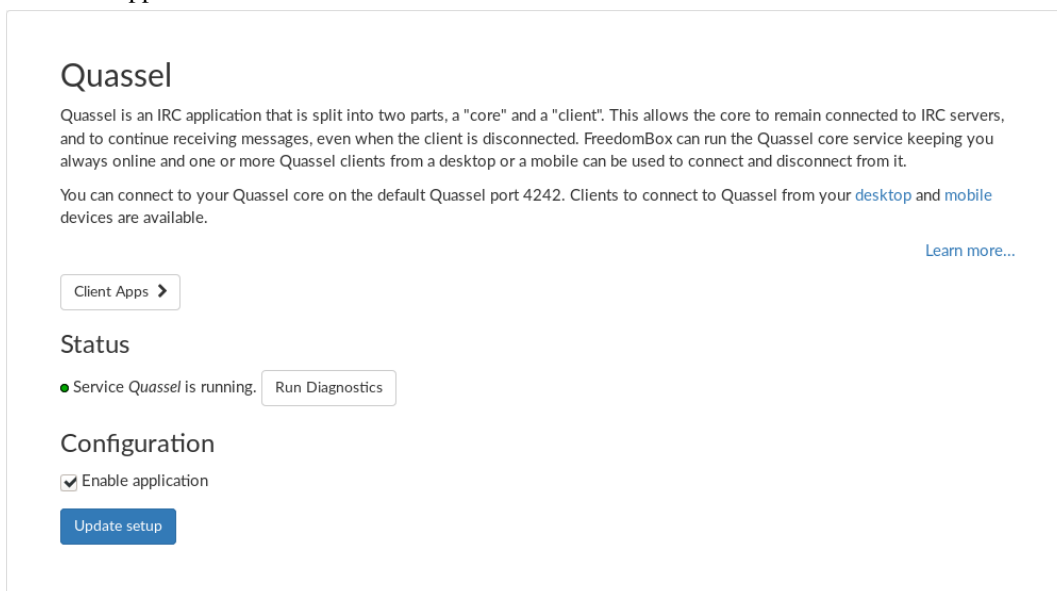 Quassel
Quassel is an IRC application that is split into two parts, a "core" and a "client". This allows the core to remain connected to IRC servers,
and to continue receiving messages, even when the client is disconnected. FreedomBox can run the Quassel core service keeping you
always online and one or more Quassel clients from a desktop or a mobile can be used to connect and disconnect from it.
You can connect to your Quassel core on the default Quassel port 4242. Clients to connect to Quassel from your desktop and mobile
devices are available.
Learn more...
Client Apps
Status
Service Quassel is running. Run Diagnostics
Configuration
Enable application
Update setup